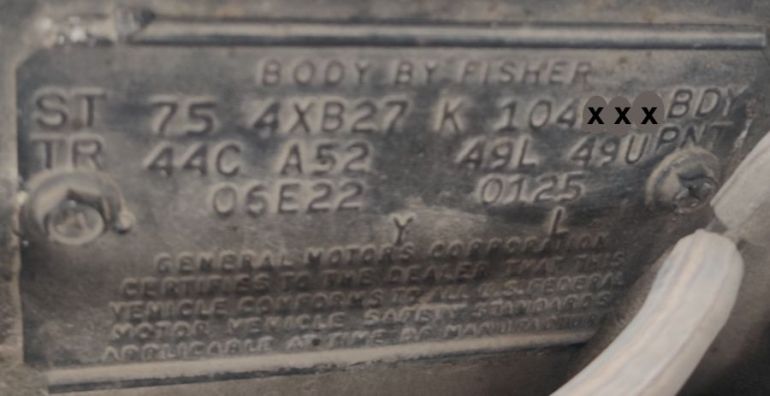 BODY BY FISHER
ST 75 4XB27 K 104xxx BDY
TR 44C A52 49L 49U PNT
06E22 0125
Y L
GENERAL MOTORS CORPORATION
CERTIFIES TO THE DEALER THAT THIS
VEHICLE CONFORMS TO ALL U.S. FEDERAL
MOTOR VEHICLE SAFETY STANDARDS
APPLICABLE AT TIME OF MANUFACTURE